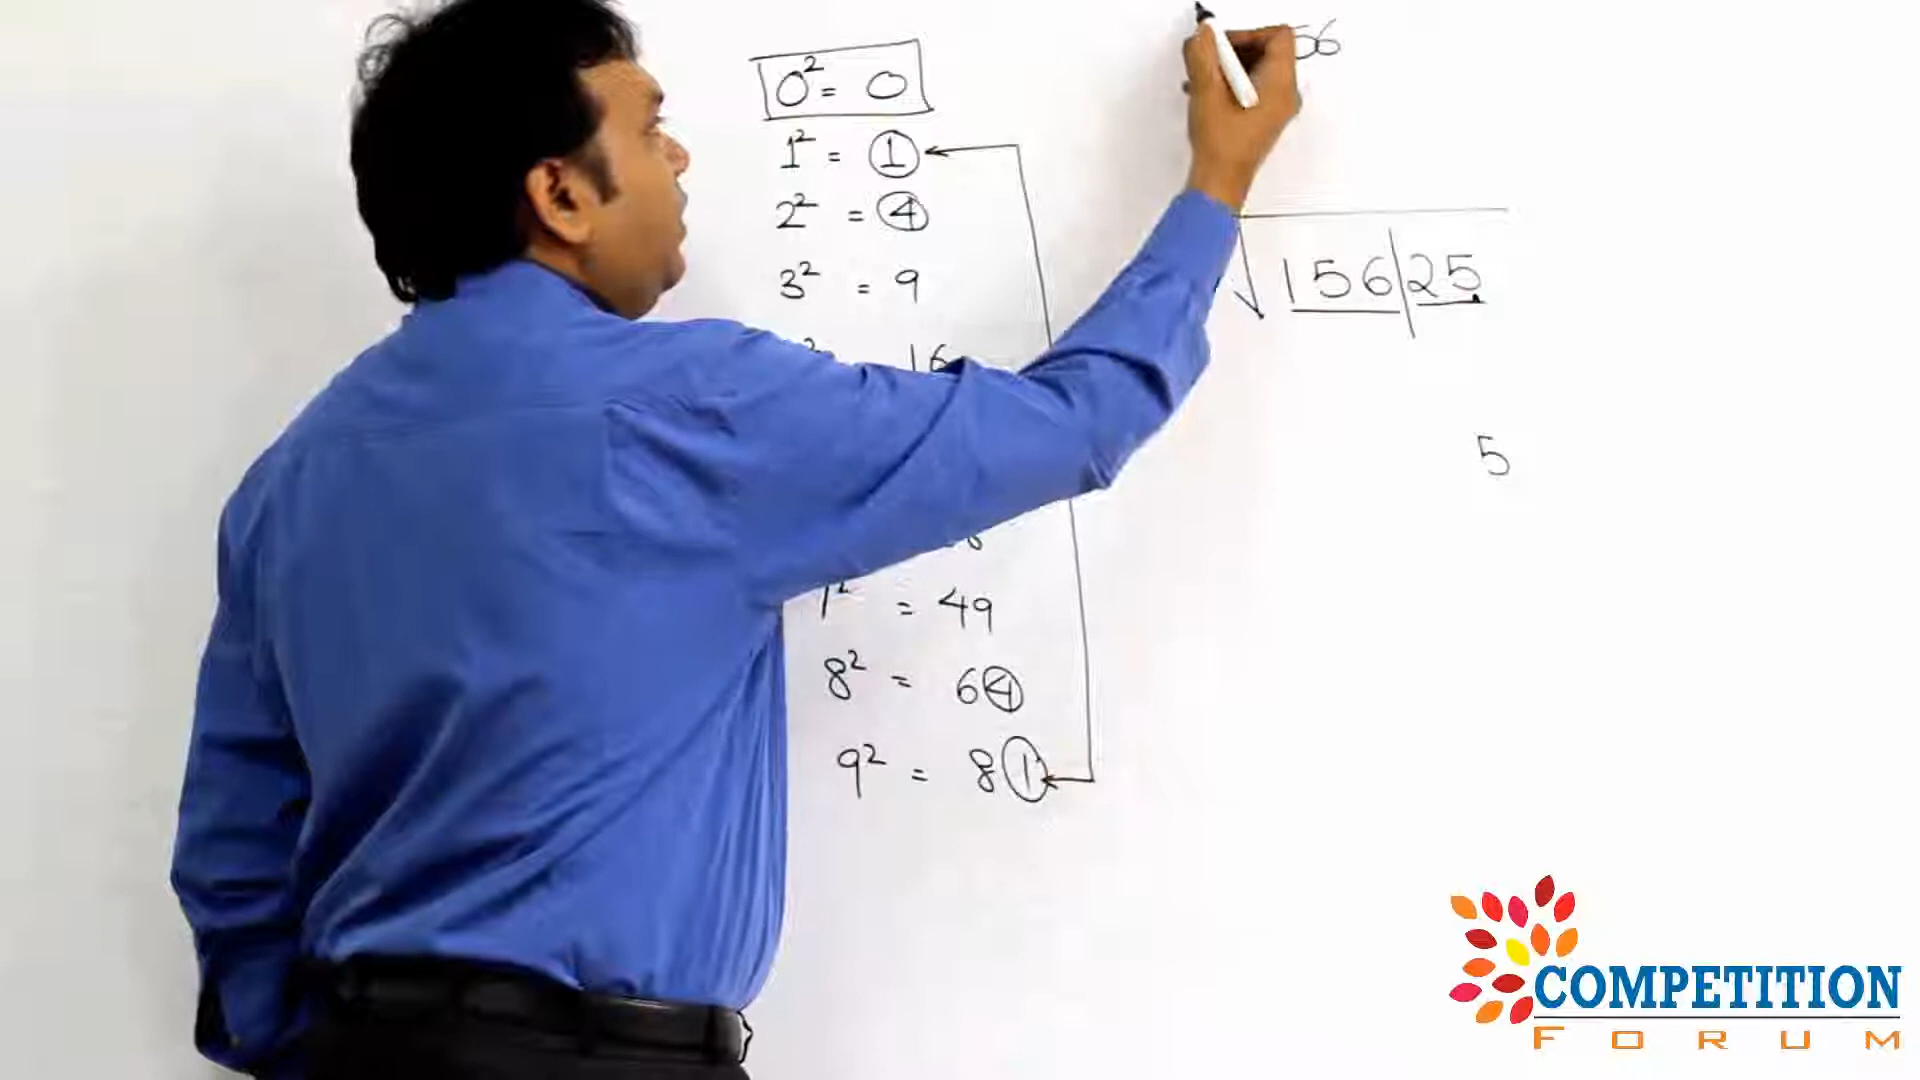 0² = 0
1² = 1
2² = 4
3² = 9
16
= 49
8² = 64
9² = 81
56
√156|25
5
COMPETITION
FORUM